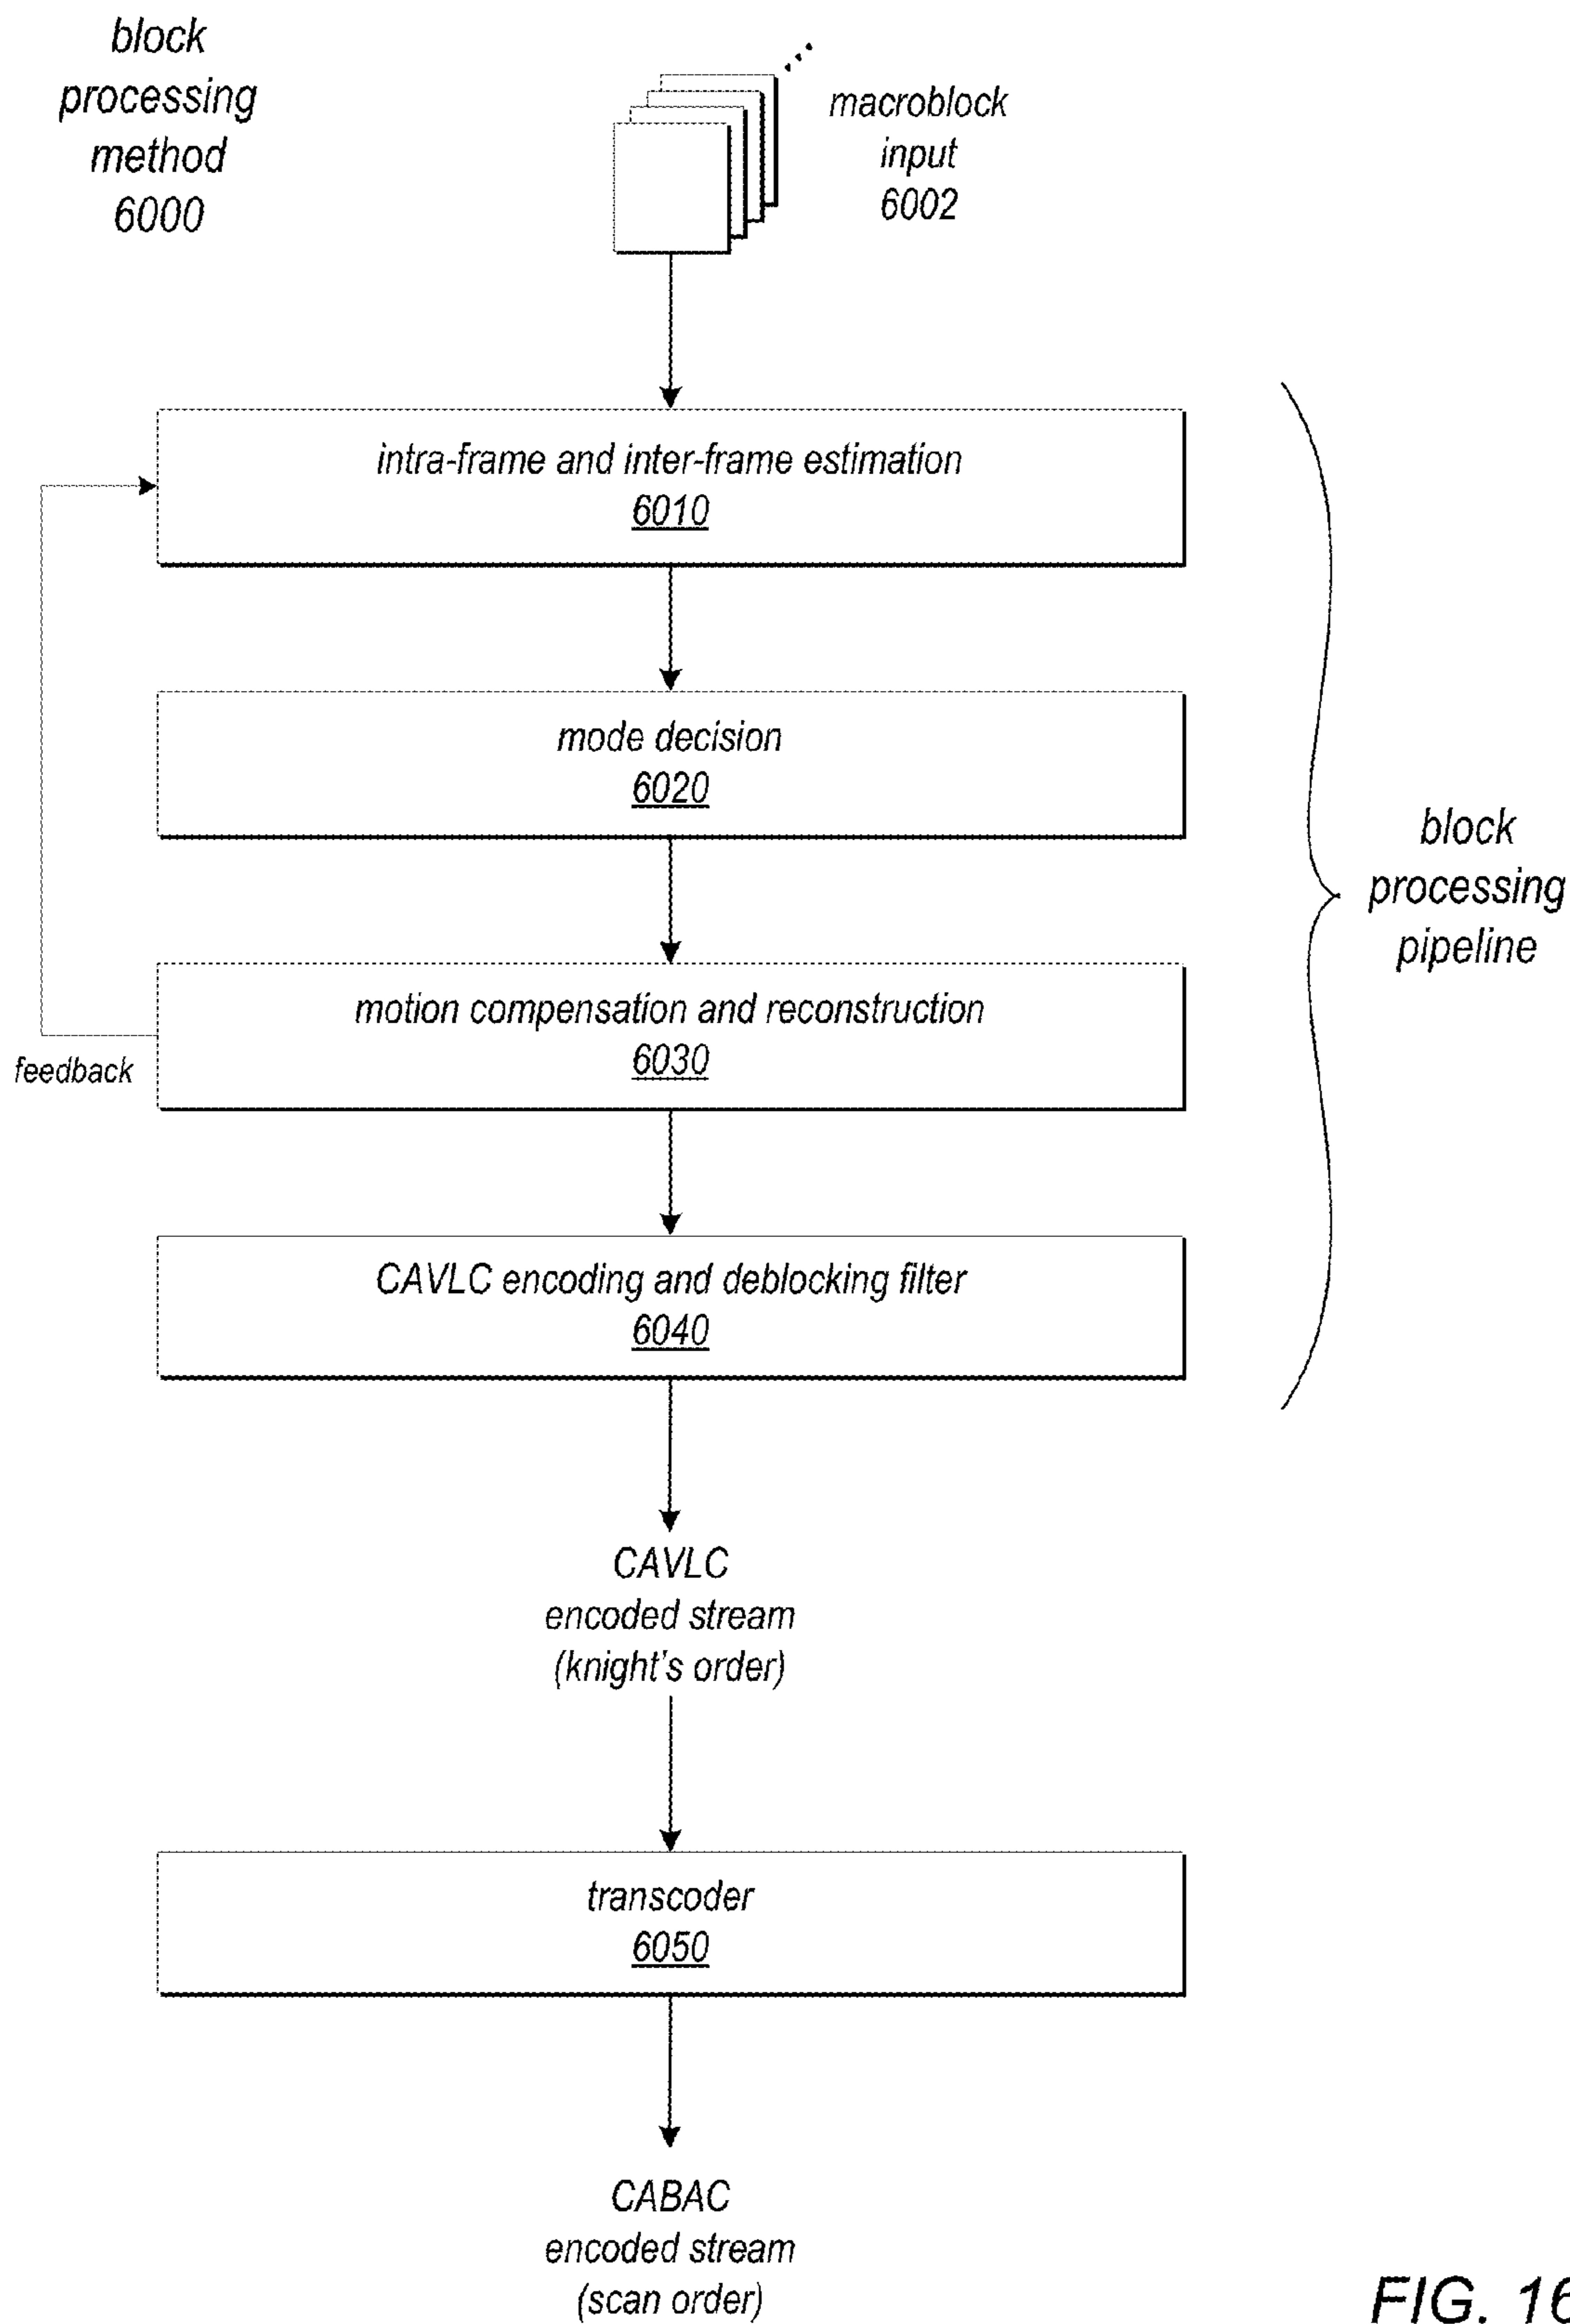 block
processing
method
6000
macroblock
input
6002
intra-frame and inter-frame estimation
6010
mode decision
6020
motion compensation and reconstruction
6030
feedback
block
processing
pipeline
CAVLC encoding and deblocking filter
6040
CAVLC
encoded stream
(knight's order)
transcoder
6050
CABAC
encoded stream
(scan order)
FIG. 16